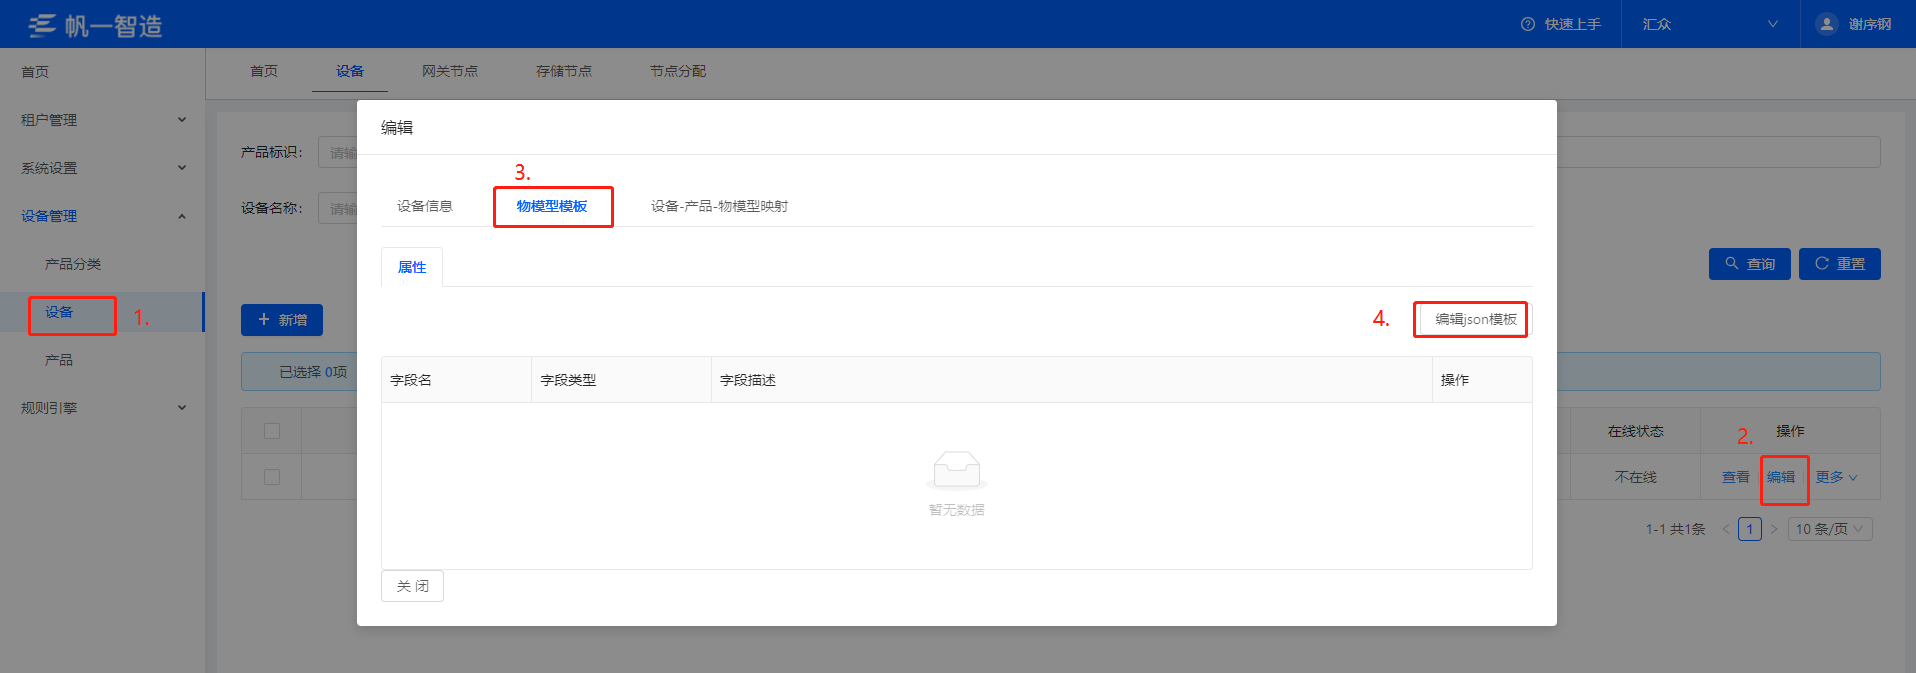 帆一智造
快速上手
汇众
谢序钢
首页
租户管理
系统设置
设备管理
产品分类
设备
1.
产品
规则引擎
首页
设备
网关节点
存储节点
节点分配
产品标识：
请输
设备名称：
请输
查询
重置
新增
已选择 0项
在线状态
2.
操作
不在线
查看
编辑
更多
1-1 共1条
1
10 条/页
编辑
3.
设备信息
物模型模板
设备-产品-物模型映射
属性
4.
编辑json模板
字段名
字段类型
字段描述
操作
暂无数据
关 闭